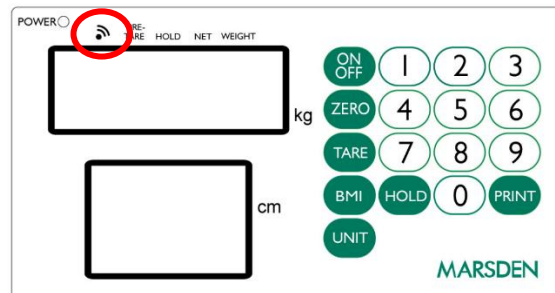 POWER
PRE-
TARE HOLD NET WEIGHT
kg
cm
ON
OFF
1 2 3
ZERO 4 5 6
TARE 7 8 9
BMI HOLD 0 PRINT
UNIT
MARSDEN